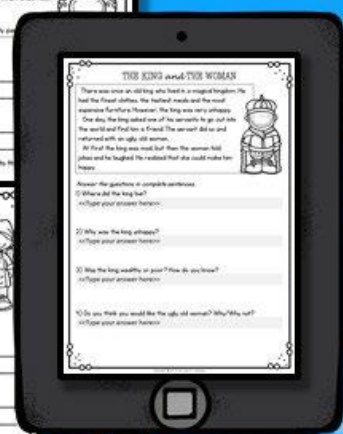 THE KING and THE WOMAN
There was once an old king who lived in a magical kingdom. He
had the finest clothes, the tastiest meals and the most
expensive furniture. However, the king was very unhappy.
One day, the king asked one of his servants to go out into
the world and find him a friend. The servant did so and
returned with an ugly old woman.
At first the king was mad, but then the woman told
jokes and he laughed. He realised that she could make him
happy.
Answer the questions in complete sentences.
1) Where did the king live?
<<Type your answer here>>
2) Why was the king unhappy?
<<Type your answer here>>
3) Was the king wealthy or poor? How do you know?
<<Type your answer here>>
4) Do you think you would like the ugly old woman? Why/Why not?
<<Type your answer here>>